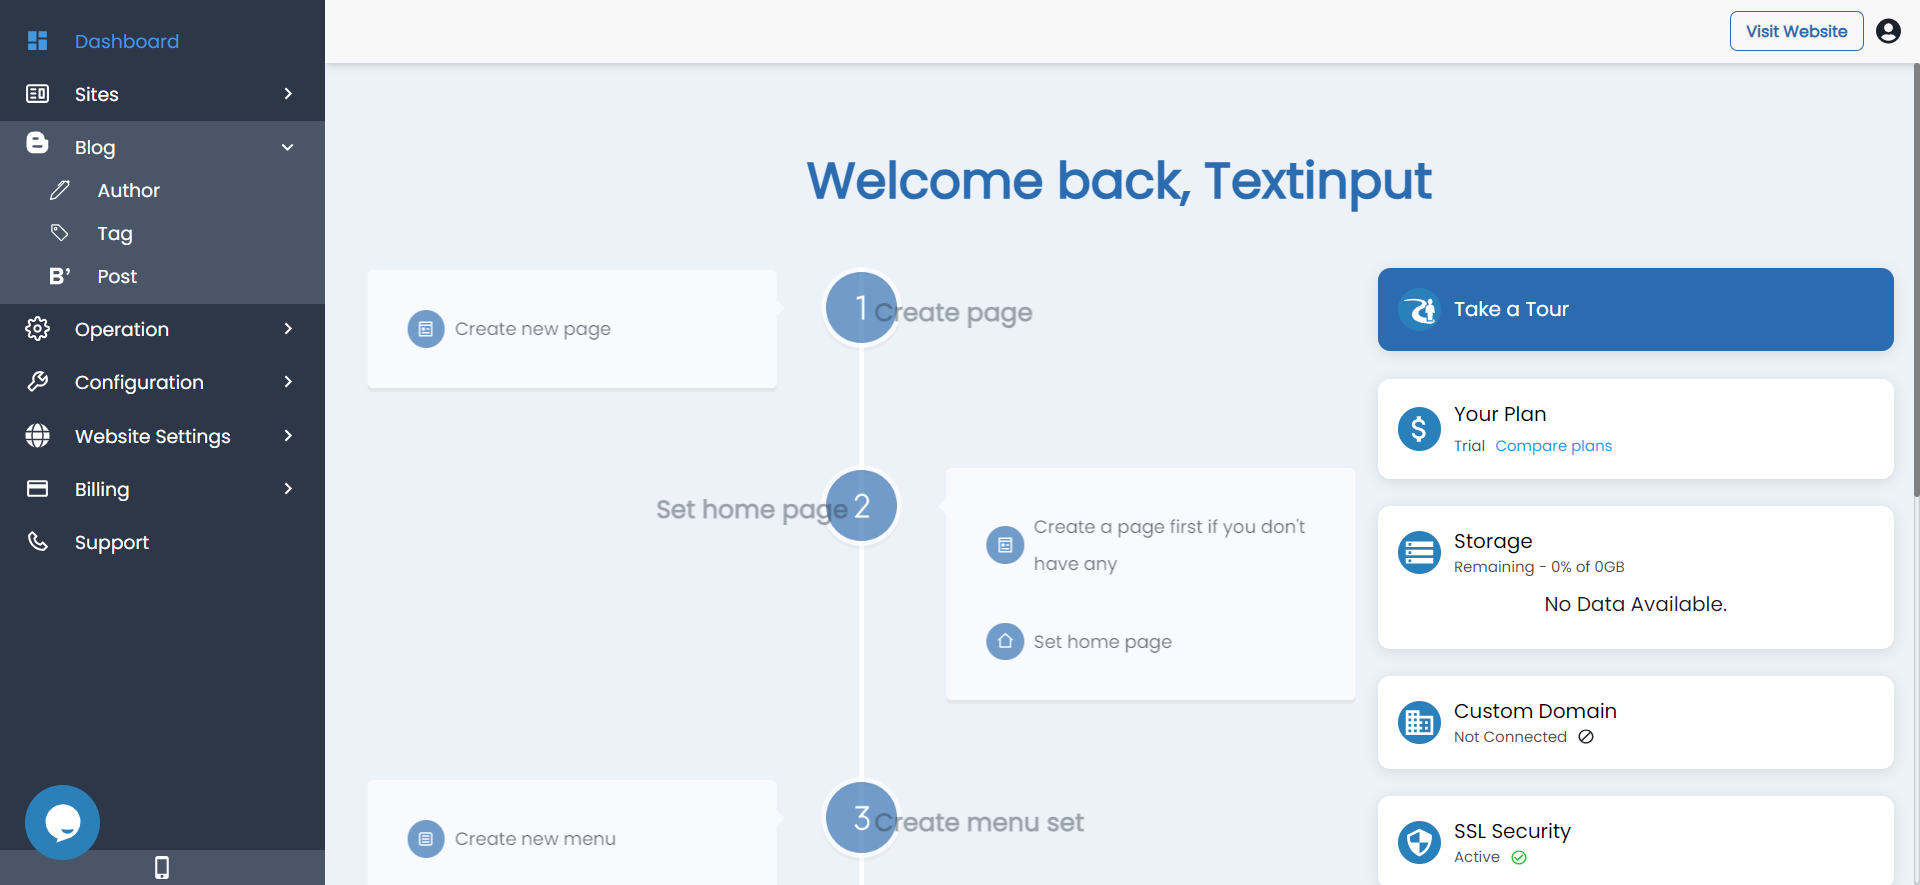 Dashboard
Sites
Blog
Author
Tag
Post
Operation
Configuration
Website Settings
Billing
Support
Visit Website
Welcome back, Textinput
Create new page
1
Create page
Set home page
2
Create a page first if you don't
have any
Set home page
Create new menu
3
Create menu set
Take a Tour
Your Plan
Trial Compare plans
Storage
Remaining - 0% of 0GB
No Data Available.
Custom Domain
Not Connected
SSL Security
Active